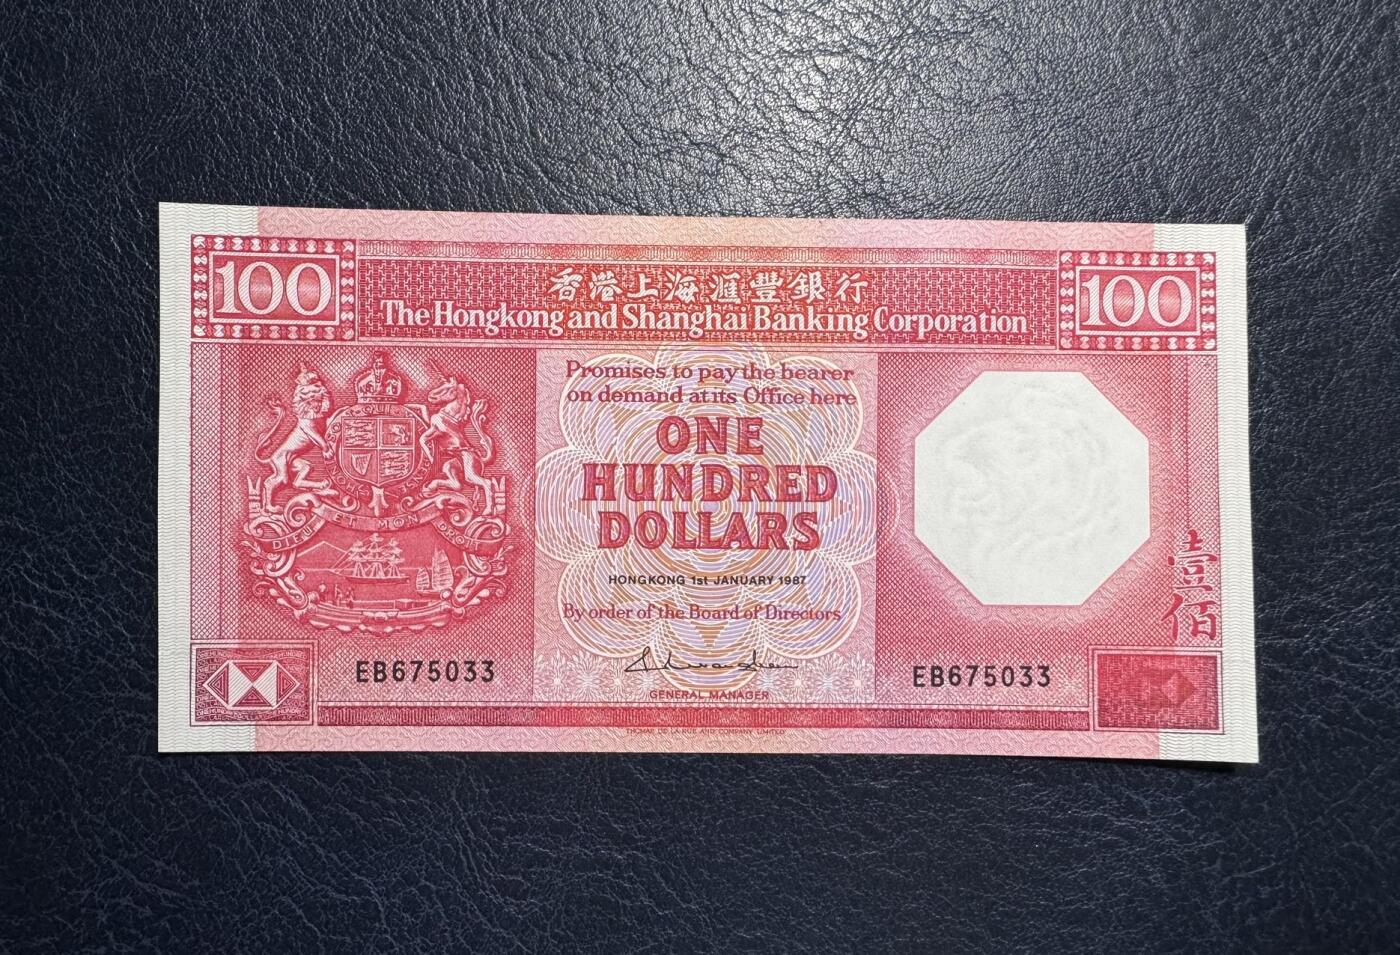 100
香港上海滙豐銀行
100
The Hongkong and Shanghai Banking Corporation
Promises to pay the bearer
on demand at its Office here
ONE
HUNDRED
DOLLARS
HONGKONG 1st JANUARY 1987
By order of the Board of Directors
GENERAL MANAGER
DIEU ET MON DROIT
EB675033
EB675033
壹佰
THOMAS DE LA RUE AND COMPANY LIMITED